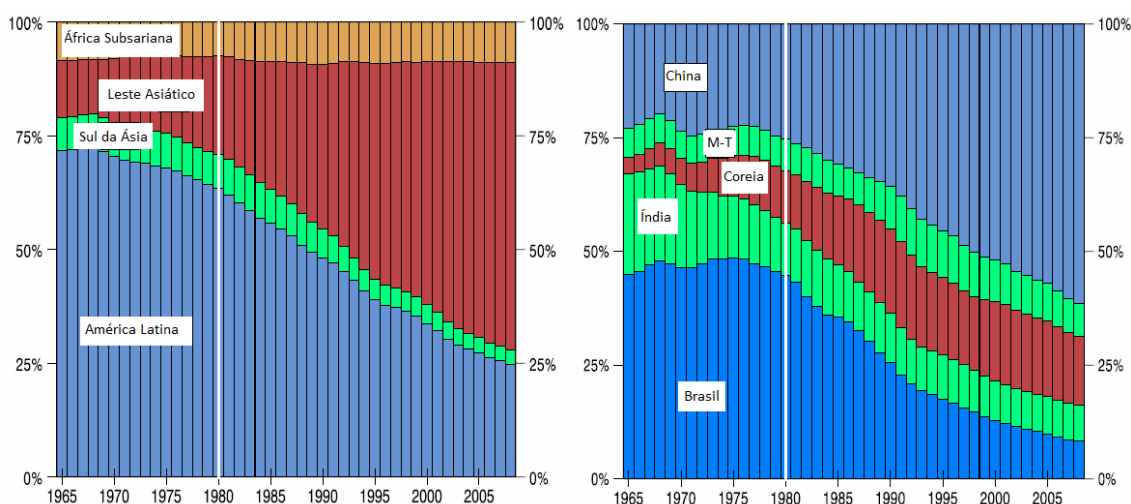 100%
100%
África Subsariana
Leste Asiático
75%
75%
Sul da Ásia
50%
50%
América Latina
25%
25%
0%
0%
1965 1970 1975 1980 1985 1990 1995 2000 2005
100%
100%
China
75%
75%
M-T
Coreia
Índia
50%
50%
25%
25%
Brasil
0%
0%
1965 1970 1975 1980 1985 1990 1995 2000 2005